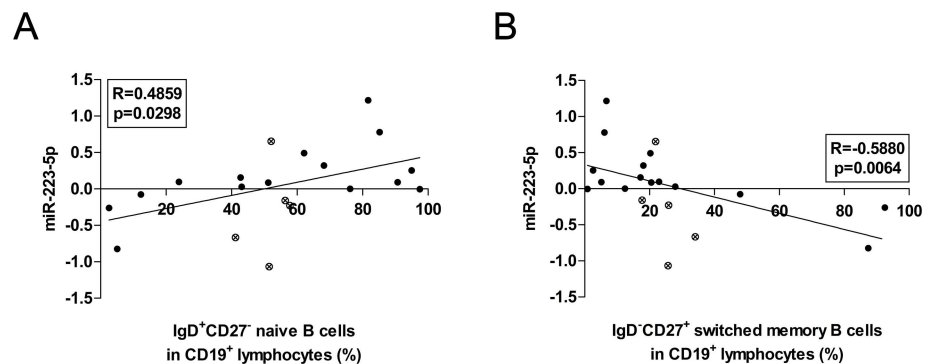 A
B
R=0.4859
p=0.0298
R=-0.5880
p=0.0064
miR-223-5p
1.5
1.0
0.5
0.0
-0.5
-1.0
-1.5
20 40 60 80 100
IgD⁺CD27⁻ naive B cells
in CD19⁺ lymphocytes (%)
miR-223-5p
1.5
1.0
0.5
0.0
-0.5
-1.0
-1.5
20 40 60 80 100
IgD⁻CD27⁺ switched memory B cells
in CD19⁺ lymphocytes (%)